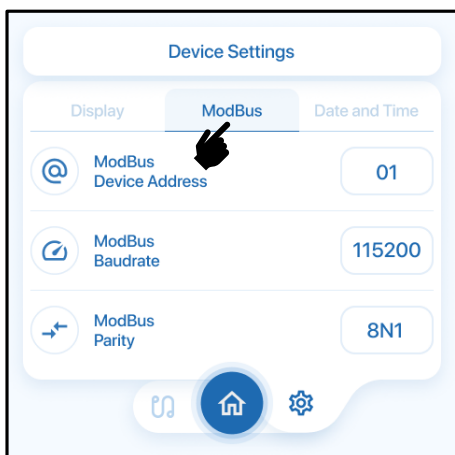 Device Settings
Display ModBus Date and Time
ModBus
Device Address
01
ModBus
Baudrate
115200
ModBus
Parity
8N1